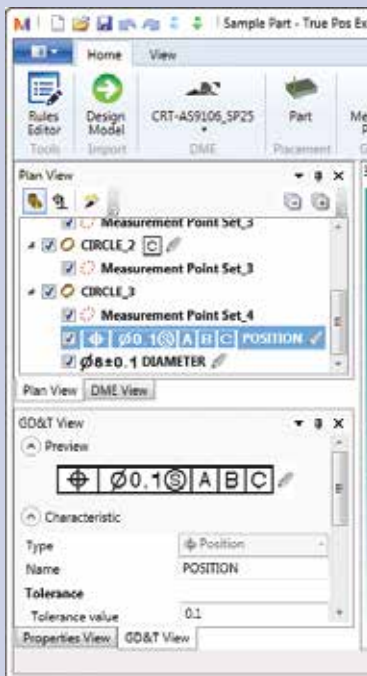 M Sample Part - True Pos Ex
Home View
Rules Editor
Design Model
CRT-AS9106_SP25
Part
Me
P
Tools Import DME Placement G
Plan View
Measurement Point Set_3
CIRCLE_2 C
Measurement Point Set_3
CIRCLE_3
Measurement Point Set_4
⌖ Ø0.1Ⓢ A B C POSITION
Ø8±0.1 DIAMETER
Plan View DME View
GD&T View
Preview
⌖ Ø0.1Ⓢ A B C
Characteristic
Type ⌖ Position
Name POSITION
Tolerance
Tolerance value 0.1
Properties View GD&T View